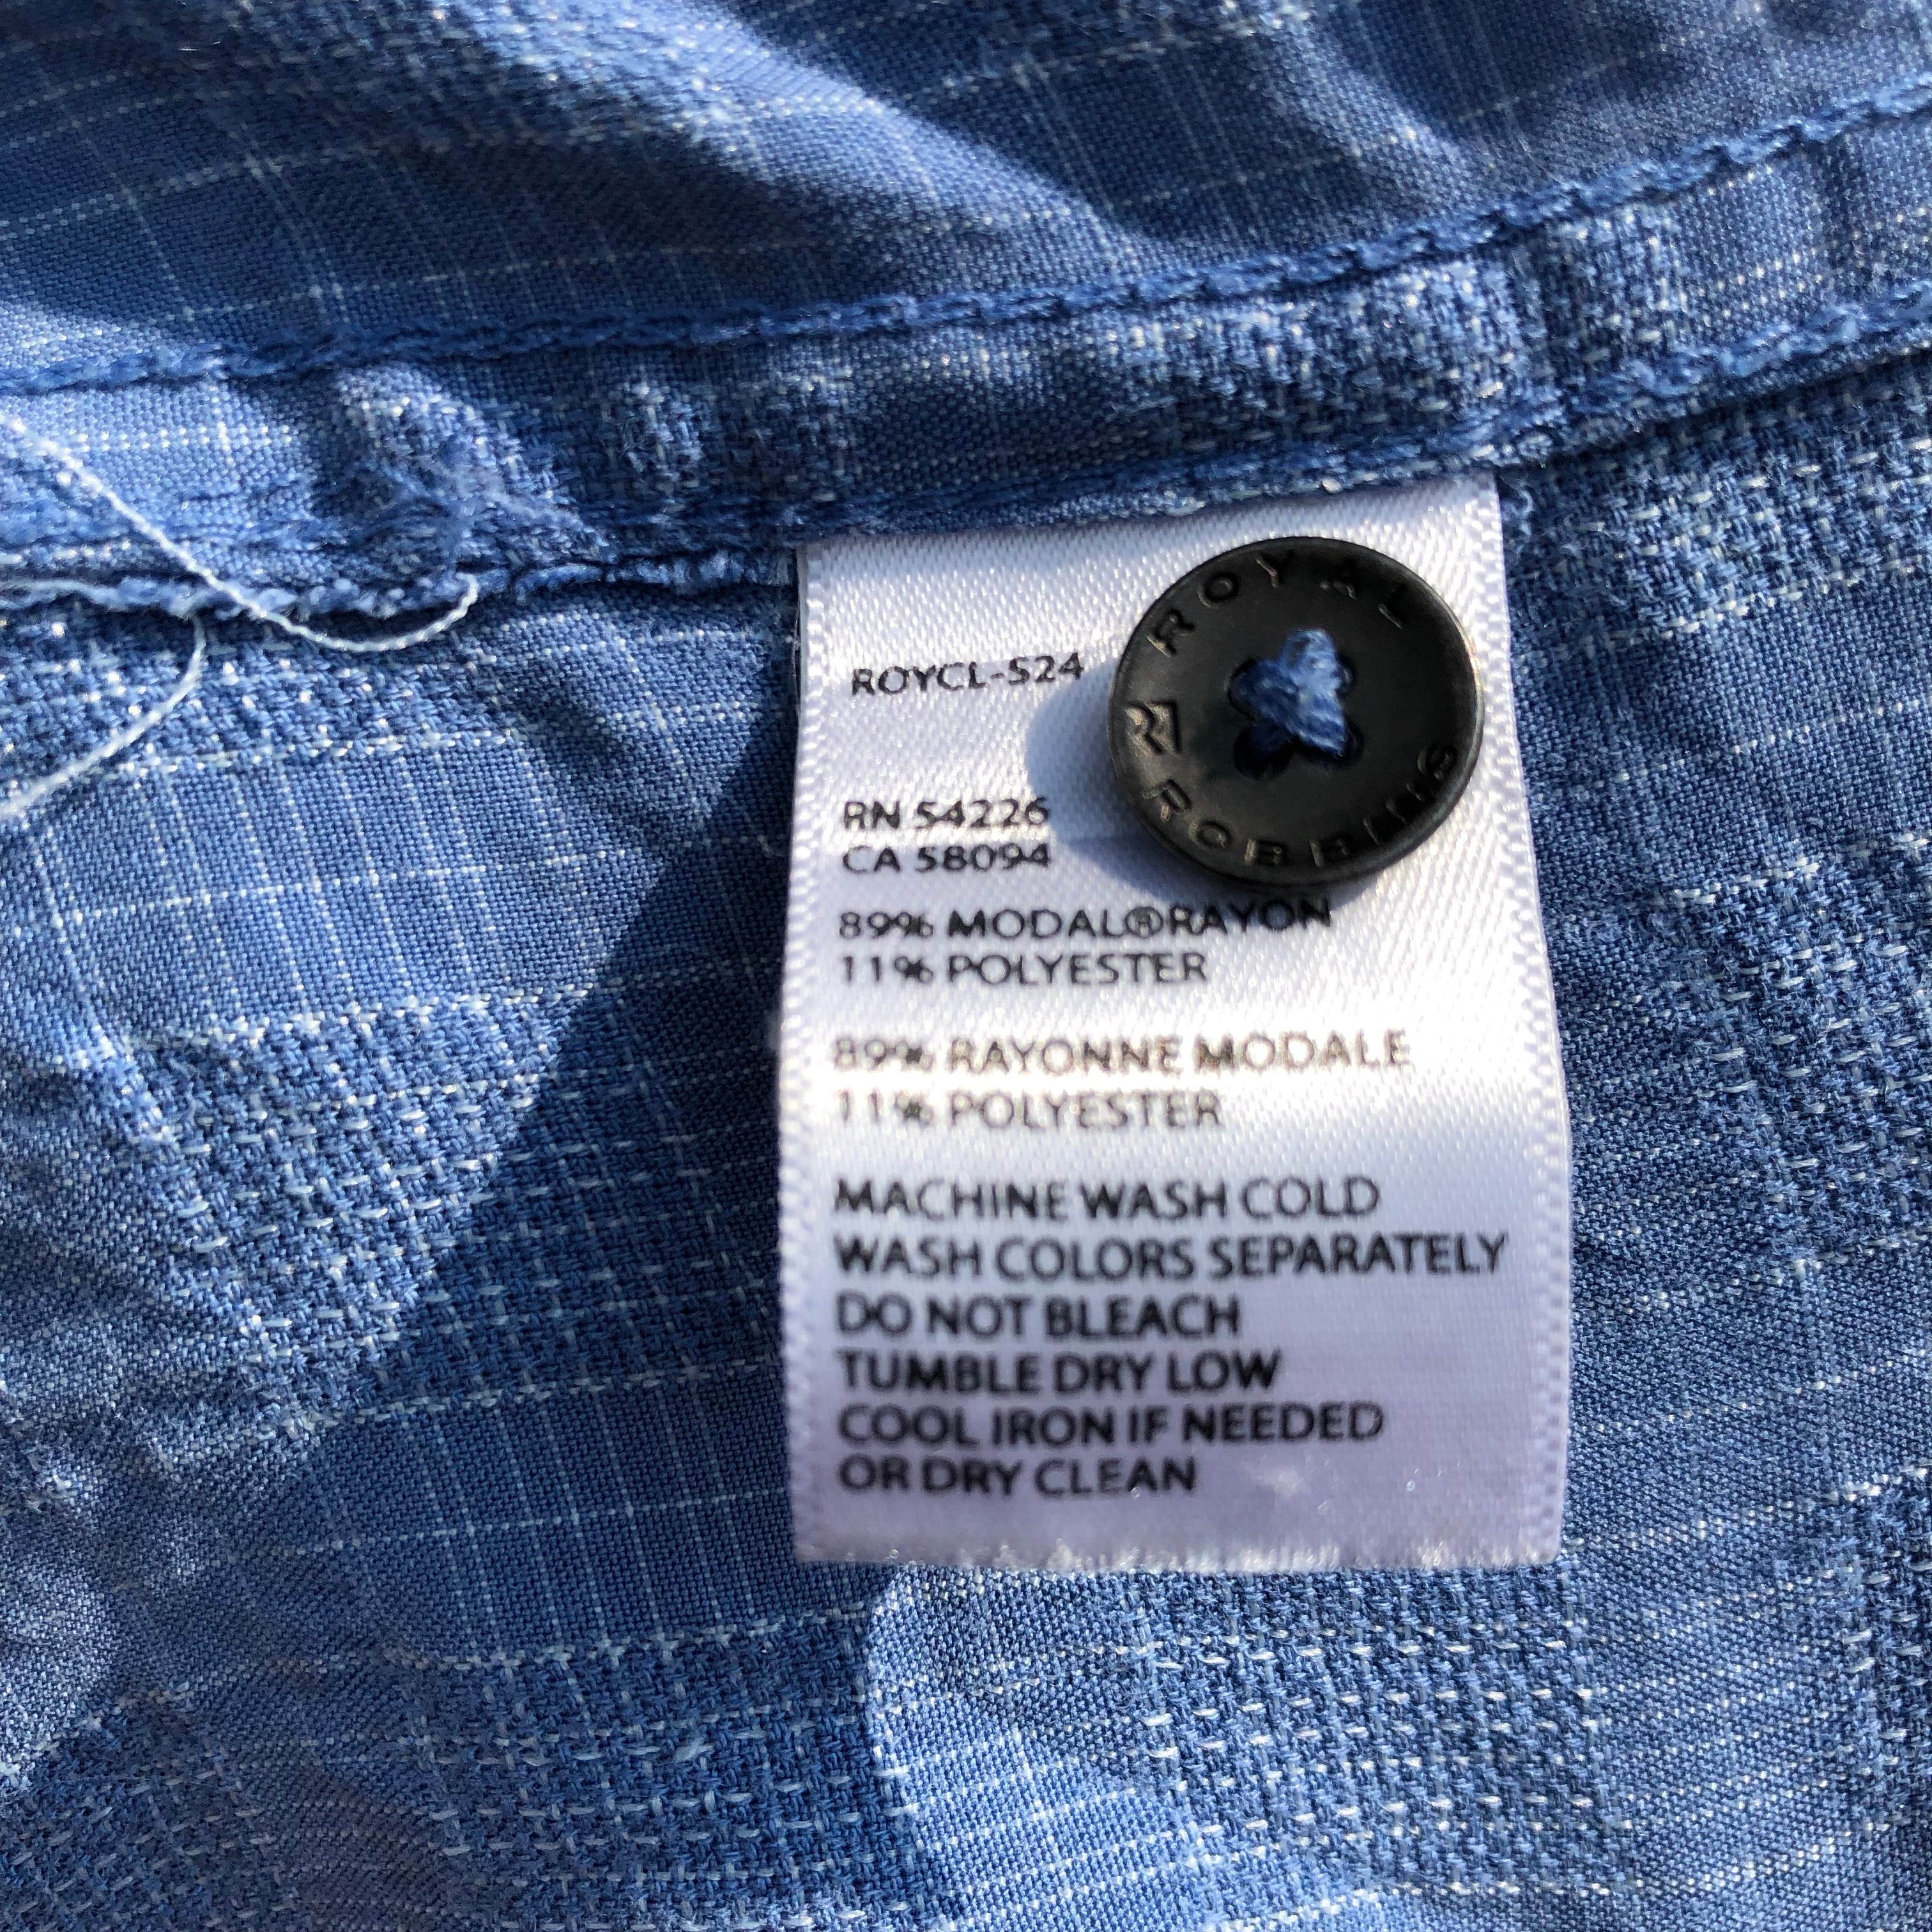 ROYCL-524
ROYAL
ROBBINS
RN 54226
CA 58094
89% MODAL®RAYON
11% POLYESTER
89% RAYONNE MODALE
11% POLYESTER
MACHINE WASH COLD
WASH COLORS SEPARATELY
DO NOT BLEACH
TUMBLE DRY LOW
COOL IRON IF NEEDED
OR DRY CLEAN